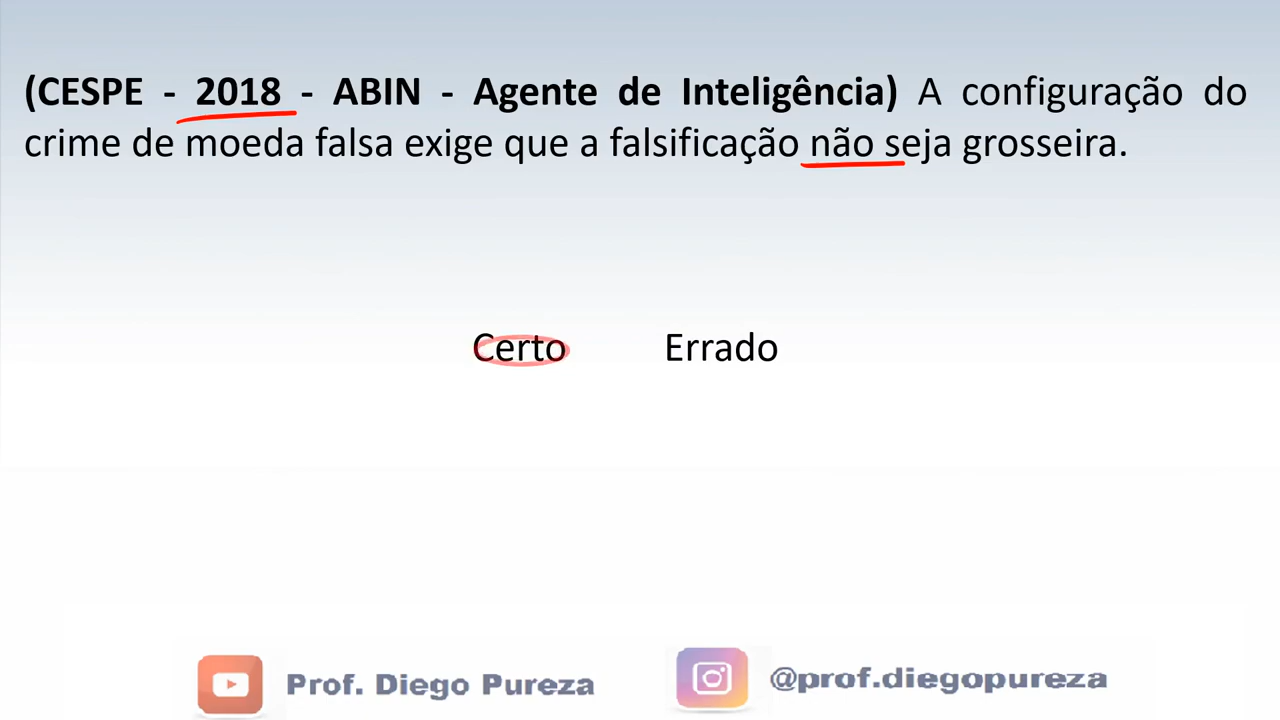 (CESPE - 2018 - ABIN - Agente de Inteligência) A configuração do
crime de moeda falsa exige que a falsificação não seja grosseira.
Certo Errado
Prof. Diego Pureza @prof.diegopureza